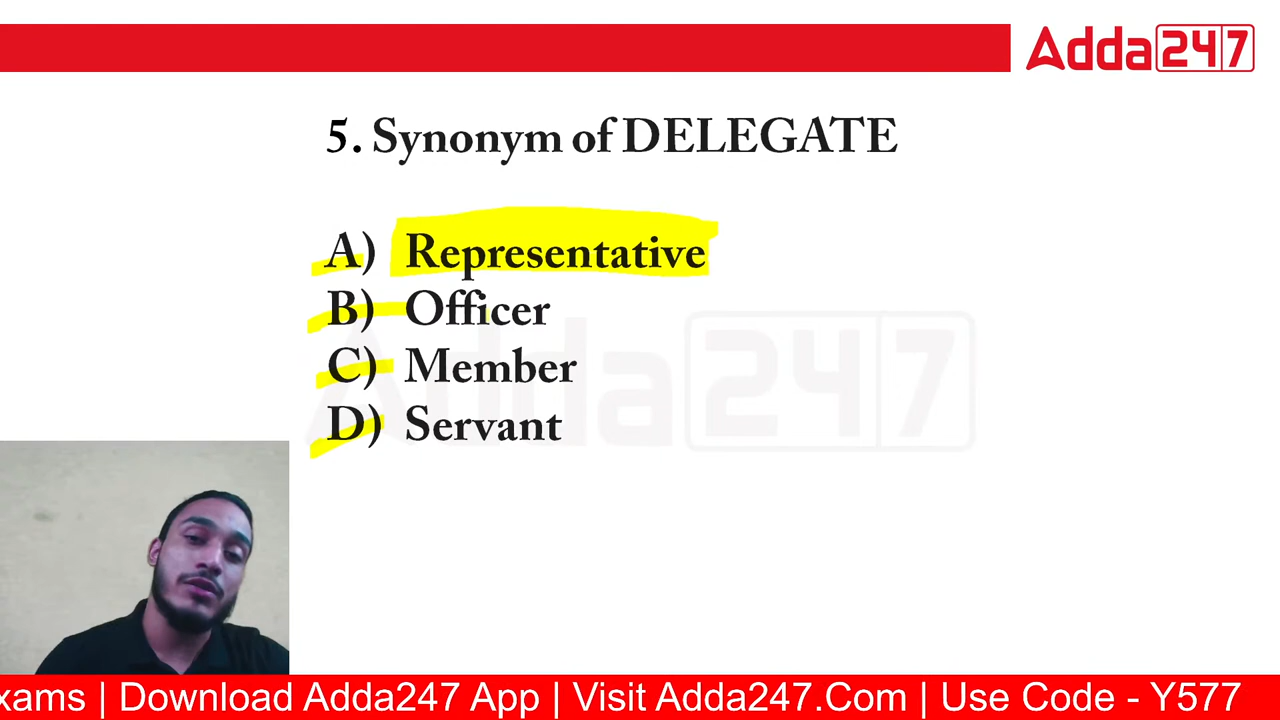 Adda247
5. Synonym of DELEGATE
A) Representative
B) Officer
C) Member
D) Servant
Adda247
xams | Download Adda247 App | Visit Adda247.Com | Use Code - Y577